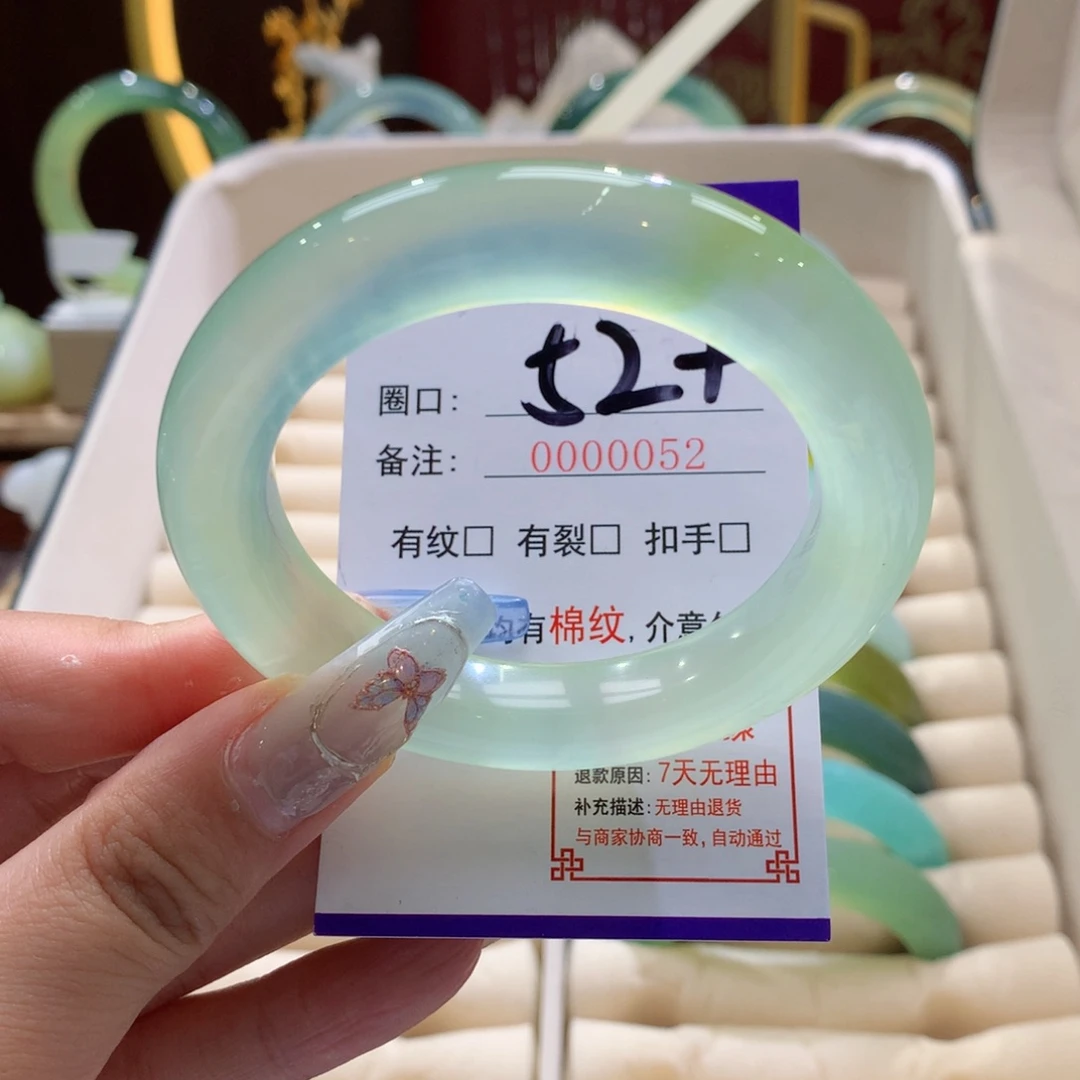 圈口: 52+
备注: 0000052
有纹□ 有裂□ 扣手□
有棉纹, 介意
退款原因: 7天无理由
补充描述: 无理由退货
与商家协商一致, 自动通过